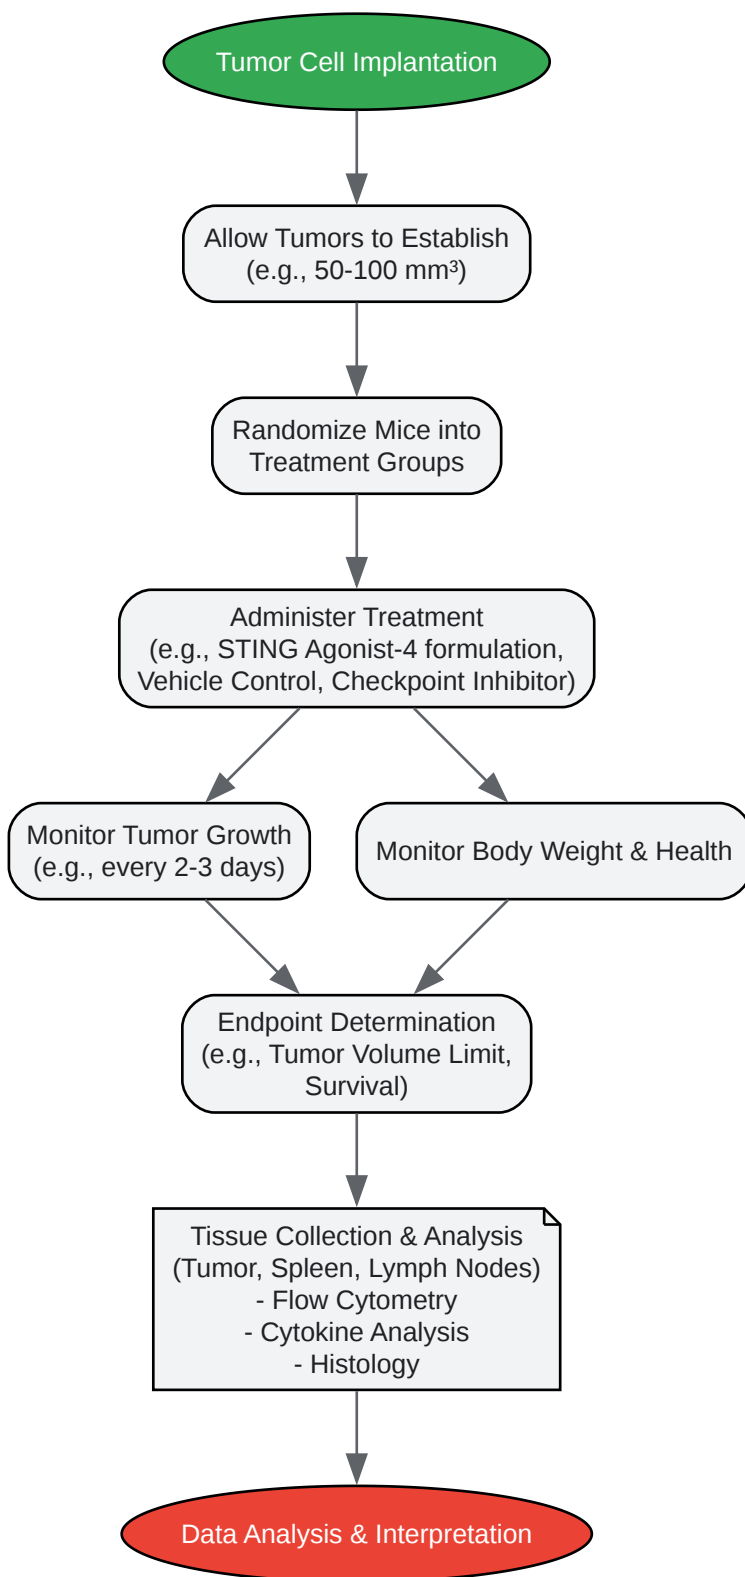 Tumor Cell Implantation
Allow Tumors to Establish
(e.g., 50-100 mm³)
Randomize Mice into
Treatment Groups
Administer Treatment
(e.g., STING Agonist-4 formulation,
Vehicle Control, Checkpoint Inhibitor)
Monitor Tumor Growth
(e.g., every 2-3 days)
Monitor Body Weight & Health
Endpoint Determination
(e.g., Tumor Volume Limit,
Survival)
Tissue Collection & Analysis
(Tumor, Spleen, Lymph Nodes)
- Flow Cytometry
- Cytokine Analysis
- Histology
Data Analysis & Interpretation